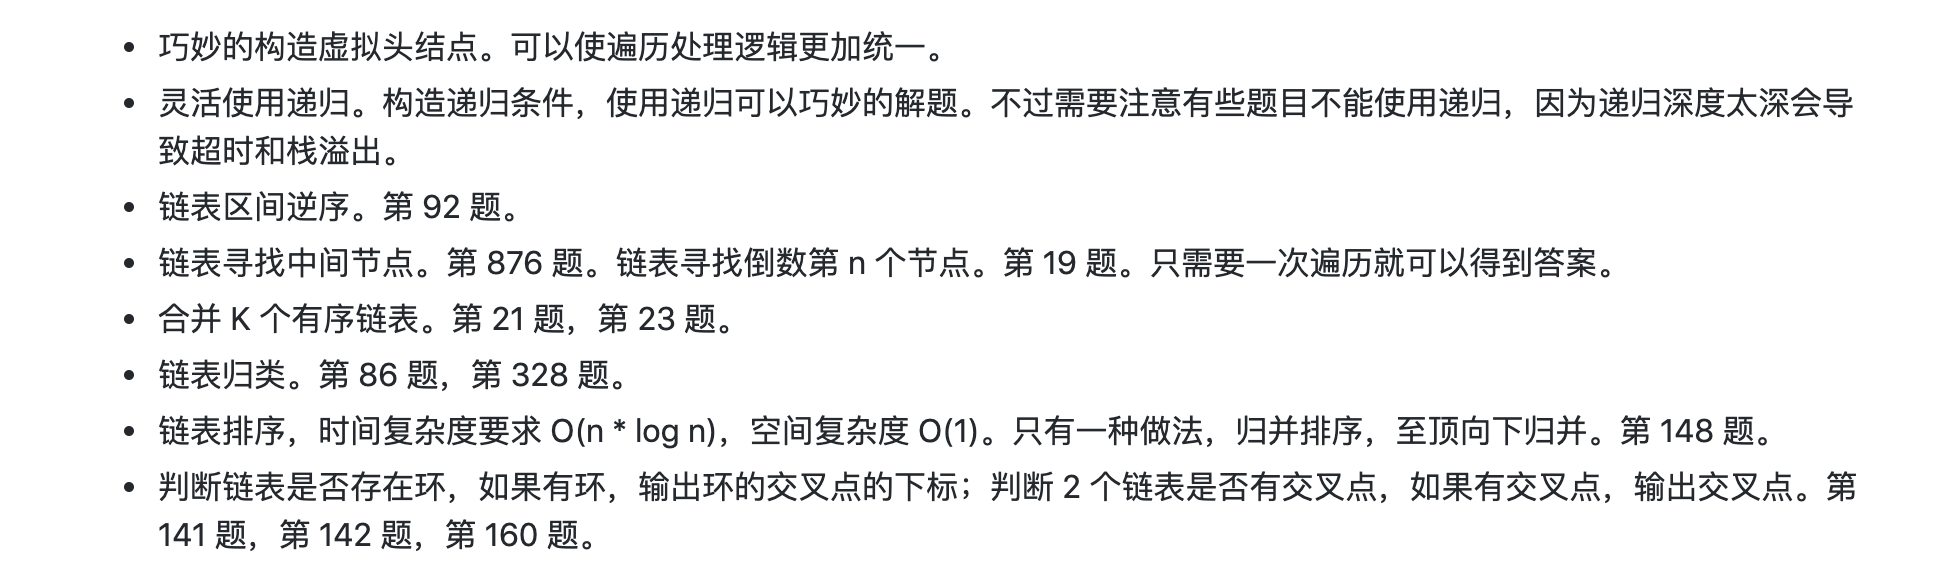 • 巧妙的构造虚拟头结点。可以使遍历处理逻辑更加统一。
• 灵活使用递归。构造递归条件，使用递归可以巧妙的解题。不过需要注意有些题目不能使用递归，因为递归深度太深会导
致超时和栈溢出。
• 链表区间逆序。第 92 题。
• 链表寻找中间节点。第 876 题。链表寻找倒数第 n 个节点。第 19 题。只需要一次遍历就可以得到答案。
• 合并 K 个有序链表。第 21 题，第 23 题。
• 链表归类。第 86 题，第 328 题。
• 链表排序，时间复杂度要求 O(n * log n)，空间复杂度 O(1)。只有一种做法，归并排序，至顶向下归并。第 148 题。
• 判断链表是否存在环，如果有环，输出环的交叉点的下标；判断 2 个链表是否有交叉点，如果有交叉点，输出交叉点。第
141 题，第 142 题，第 160 题。